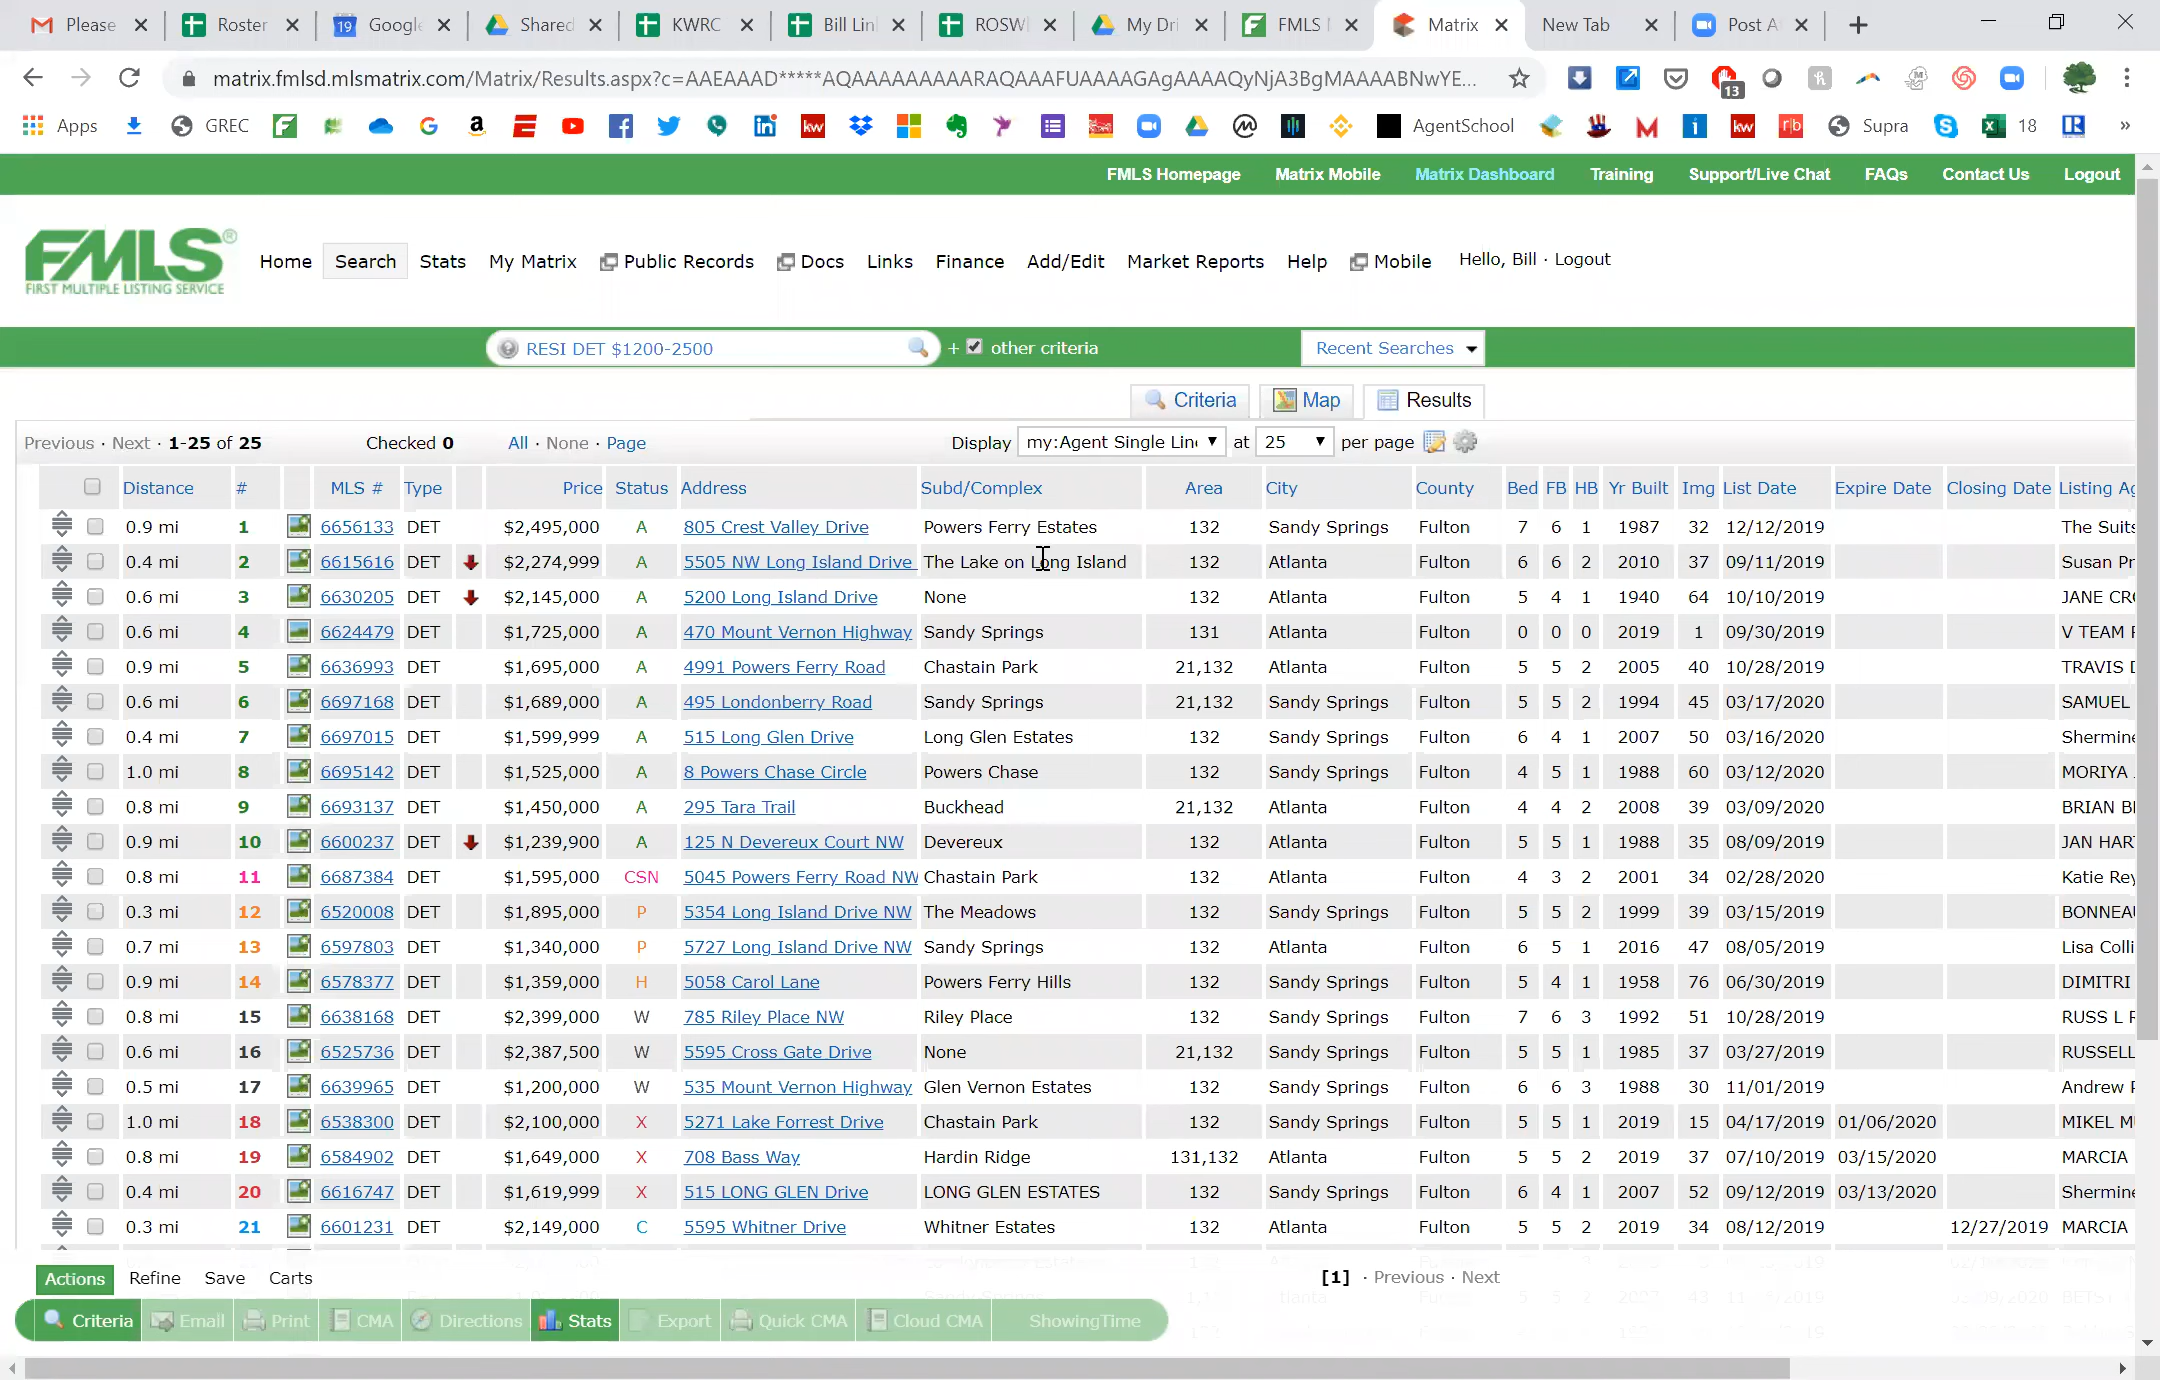 Please
Roster
19 Google
Shared
KWRC
Bill Lin
ROSW
My Dri
FMLS
Matrix
New Tab
Post A
matrix.fmlsd.mlsmatrix.com/Matrix/Results.aspx?c=AAEAAAD*****AQAAAAAAAAARAQAAAFUAAAAGAgAAAAQyNjA3BgMAAAABNwYE...
13
Apps GREC kw AgentSchool kw rb Supra 18
FMLS Homepage Matrix Mobile Matrix Dashboard Training Support/Live Chat FAQs Contact Us Logout
FMLS®
FIRST MULTIPLE LISTING SERVICE
Home Search Stats My Matrix Public Records Docs Links Finance Add/Edit Market Reports Help Mobile Hello, Bill · Logout
RESI DET $1200-2500 + other criteria Recent Searches
Criteria Map Results
Previous · Next · 1-25 of 25 Checked 0 All · None · Page Display my:Agent Single Lin at 25 per page
Distance # MLS # Type Price Status Address Subd/Complex Area City County Bed FB HB Yr Built Img List Date Expire Date Closing Date Listing Ag
0.9 mi 1 6656133 DET $2,495,000 A 805 Crest Valley Drive Powers Ferry Estates 132 Sandy Springs Fulton 7 6 1 1987 32 12/12/2019 The Suits
0.4 mi 2 6615616 DET $2,274,999 A 5505 NW Long Island Drive The Lake on Long Island 132 Atlanta Fulton 6 6 2 2010 37 09/11/2019 Susan Pr
0.6 mi 3 6630205 DET $2,145,000 A 5200 Long Island Drive None 132 Atlanta Fulton 5 4 1 1940 64 10/10/2019 JANE CR
0.6 mi 4 6624479 DET $1,725,000 A 470 Mount Vernon Highway Sandy Springs 131 Atlanta Fulton 0 0 0 2019 1 09/30/2019 V TEAM
0.9 mi 5 6636993 DET $1,695,000 A 4991 Powers Ferry Road Chastain Park 21,132 Atlanta Fulton 5 5 2 2005 40 10/28/2019 TRAVIS
0.6 mi 6 6697168 DET $1,689,000 A 495 Londonberry Road Sandy Springs 21,132 Sandy Springs Fulton 5 5 2 1994 45 03/17/2020 SAMUEL
0.4 mi 7 6697015 DET $1,599,999 A 515 Long Glen Drive Long Glen Estates 132 Sandy Springs Fulton 6 4 1 2007 50 03/16/2020 Shermine
1.0 mi 8 6695142 DET $1,525,000 A 8 Powers Chase Circle Powers Chase 132 Sandy Springs Fulton 4 5 1 1988 60 03/12/2020 MORIYA
0.8 mi 9 6693137 DET $1,450,000 A 295 Tara Trail Buckhead 21,132 Atlanta Fulton 4 4 2 2008 39 03/09/2020 BRIAN B
0.9 mi 10 6600237 DET $1,239,900 A 125 N Devereux Court NW Devereux 132 Atlanta Fulton 5 5 1 1988 35 08/09/2019 JAN HAR
0.8 mi 11 6687384 DET $1,595,000 CSN 5045 Powers Ferry Road NW Chastain Park 132 Atlanta Fulton 4 3 2 2001 34 02/28/2020 Katie Rey
0.3 mi 12 6520008 DET $1,895,000 P 5354 Long Island Drive NW The Meadows 132 Sandy Springs Fulton 5 5 2 1999 39 03/15/2019 BONNEAU
0.7 mi 13 6597803 DET $1,340,000 P 5727 Long Island Drive NW Sandy Springs 132 Atlanta Fulton 6 5 1 2016 47 08/05/2019 Lisa Colli
0.9 mi 14 6578377 DET $1,359,000 H 5058 Carol Lane Powers Ferry Hills 132 Sandy Springs Fulton 5 4 1 1958 76 06/30/2019 DIMITRI
0.8 mi 15 6638168 DET $2,399,000 W 785 Riley Place NW Riley Place 132 Sandy Springs Fulton 7 6 3 1992 51 10/28/2019 RUSS L
0.6 mi 16 6525736 DET $2,387,500 W 5595 Cross Gate Drive None 21,132 Sandy Springs Fulton 5 5 1 1985 37 03/27/2019 RUSSELL
0.5 mi 17 6639965 DET $1,200,000 W 535 Mount Vernon Highway Glen Vernon Estates 132 Sandy Springs Fulton 6 6 3 1988 30 11/01/2019 Andrew
1.0 mi 18 6538300 DET $2,100,000 X 5271 Lake Forrest Drive Chastain Park 132 Sandy Springs Fulton 5 5 1 2019 15 04/17/2019 01/06/2020 MIKEL M
0.8 mi 19 6584902 DET $1,649,000 X 708 Bass Way Hardin Ridge 131,132 Atlanta Fulton 5 5 2 2019 37 07/10/2019 03/15/2020 MARCIA
0.4 mi 20 6616747 DET $1,619,999 X 515 LONG GLEN Drive LONG GLEN ESTATES 132 Sandy Springs Fulton 6 4 1 2007 52 09/12/2019 03/13/2020 Shermine
0.3 mi 21 6601231 DET $2,149,000 C 5595 Whitner Drive Whitner Estates 132 Atlanta Fulton 5 5 2 2019 34 08/12/2019 12/27/2019 MARCIA
Actions Refine Save Carts [1] · Previous · Next
Criteria Email Print CMA Directions Stats Export Quick CMA Cloud CMA ShowingTime